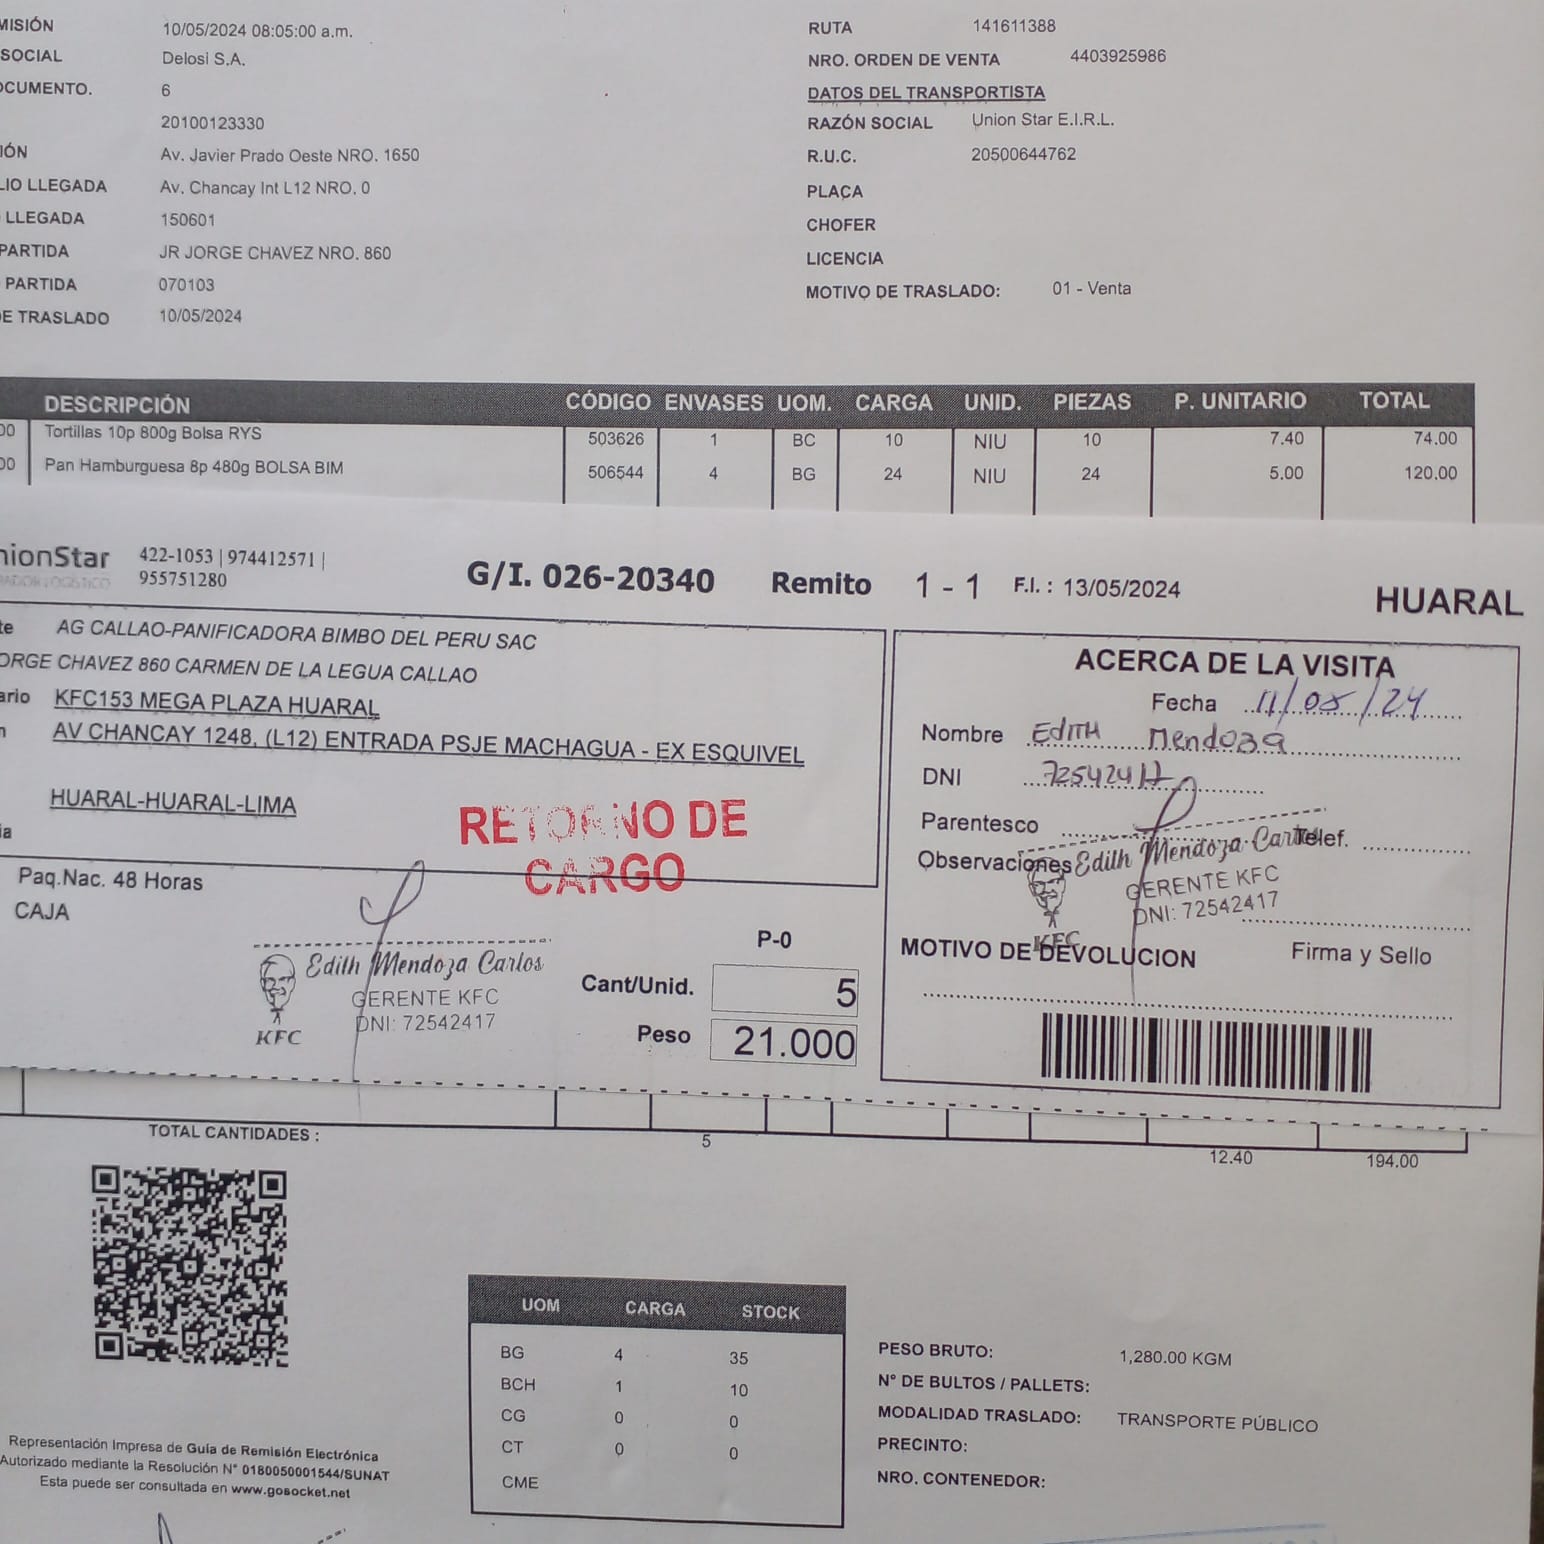 MISIÓN 10/05/2024 08:05:00 a.m.
SOCIAL Delosi S.A.
OCUMENTO. 6
20100123330
IÓN Av. Javier Prado Oeste NRO. 1650
LIO LLEGADA Av. Chancay Int L12 NRO. 0
LLEGADA 150601
PARTIDA JR JORGE CHAVEZ NRO. 860
PARTIDA 070103
E TRASLADO 10/05/2024
RUTA 141611388
NRO. ORDEN DE VENTA 4403925986
DATOS DEL TRANSPORTISTA
RAZÓN SOCIAL Union Star E.I.R.L.
R.U.C. 20500644762
PLACA
CHOFER
LICENCIA
MOTIVO DE TRASLADO: 01 - Venta
DESCRIPCIÓN CÓDIGO ENVASES UOM. CARGA UNID. PIEZAS P. UNITARIO TOTAL
00 Tortillas 10p 800g Bolsa RYS 503626 1 BC 10 NIU 10 7.40 74.00
00 Pan Hamburguesa 8p 480g BOLSA BIM 506544 4 BG 24 NIU 24 5.00 120.00
nionStar 422-1053 | 974412571 |
955751280
G/I. 026-20340 Remito 1 - 1 F.I. : 13/05/2024 HUARAL
te AG CALLAO-PANIFICADORA BIMBO DEL PERU SAC
ORGE CHAVEZ 860 CARMEN DE LA LEGUA CALLAO
ario KFC153 MEGA PLAZA HUARAL
n AV CHANCAY 1248, (L12) ENTRADA PSJE MACHAGUA - EX ESQUIVEL
HUARAL-HUARAL-LIMA
ia
RETORNO DE
CARGO
Paq.Nac. 48 Horas
CAJA
Edith Mendoza Carlos
GERENTE KFC
DNI: 72542417
KFC
P-0
Cant/Unid. 5
Peso 21.000
ACERCA DE LA VISITA
Fecha 11/05/24
Nombre EdITH Mendoza
DNI 72542417
Parentesco Telef.
Observaciones
Edith Mendoza Carlos
GERENTE KFC
DNI: 72542417
KFC
MOTIVO DE DEVOLUCION Firma y Sello
TOTAL CANTIDADES : 5 12.40 194.00
UOM CARGA STOCK
BG 4 35
BCH 1 10
CG 0 0
CT 0 0
CME
PESO BRUTO: 1,280.00 KGM
N° DE BULTOS / PALLETS:
MODALIDAD TRASLADO: TRANSPORTE PÚBLICO
PRECINTO:
NRO. CONTENEDOR:
Representación Impresa de Guía de Remisión Electrónica
Autorizado mediante la Resolución N° 0180050001544/SUNAT
Esta puede ser consultada en www.gosocket.net